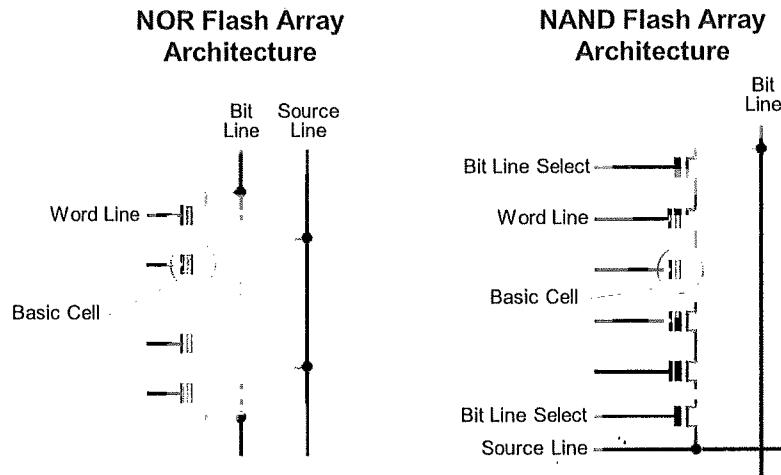 NOR Flash Array
Architecture
Bit
Line
Source
Line
Word Line
Basic Cell
NAND Flash Array
Architecture
Bit
Line
Bit Line Select
Word Line
Basic Cell
Bit Line Select
Source Line